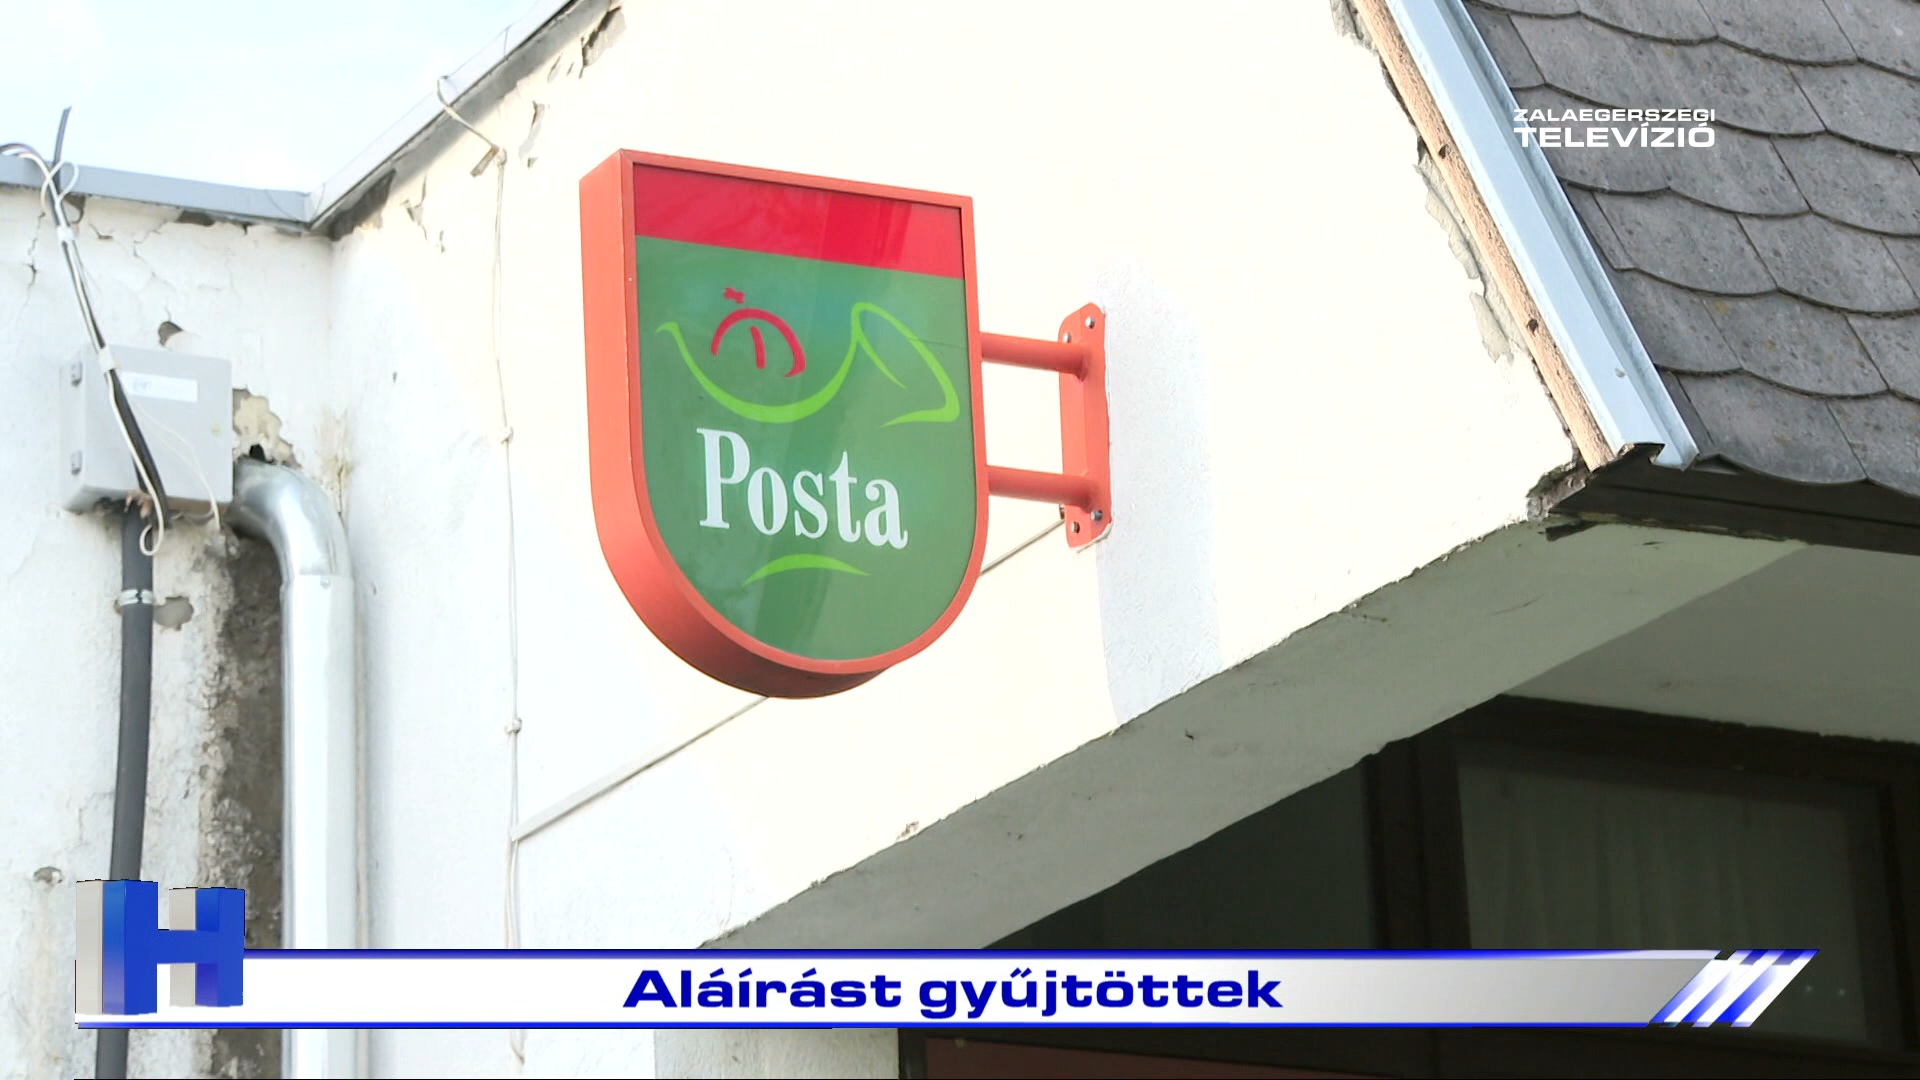 ZALAEGERSZEGI
TELEVÍZIÓ
Posta
H
Aláírást gyűjtöttek